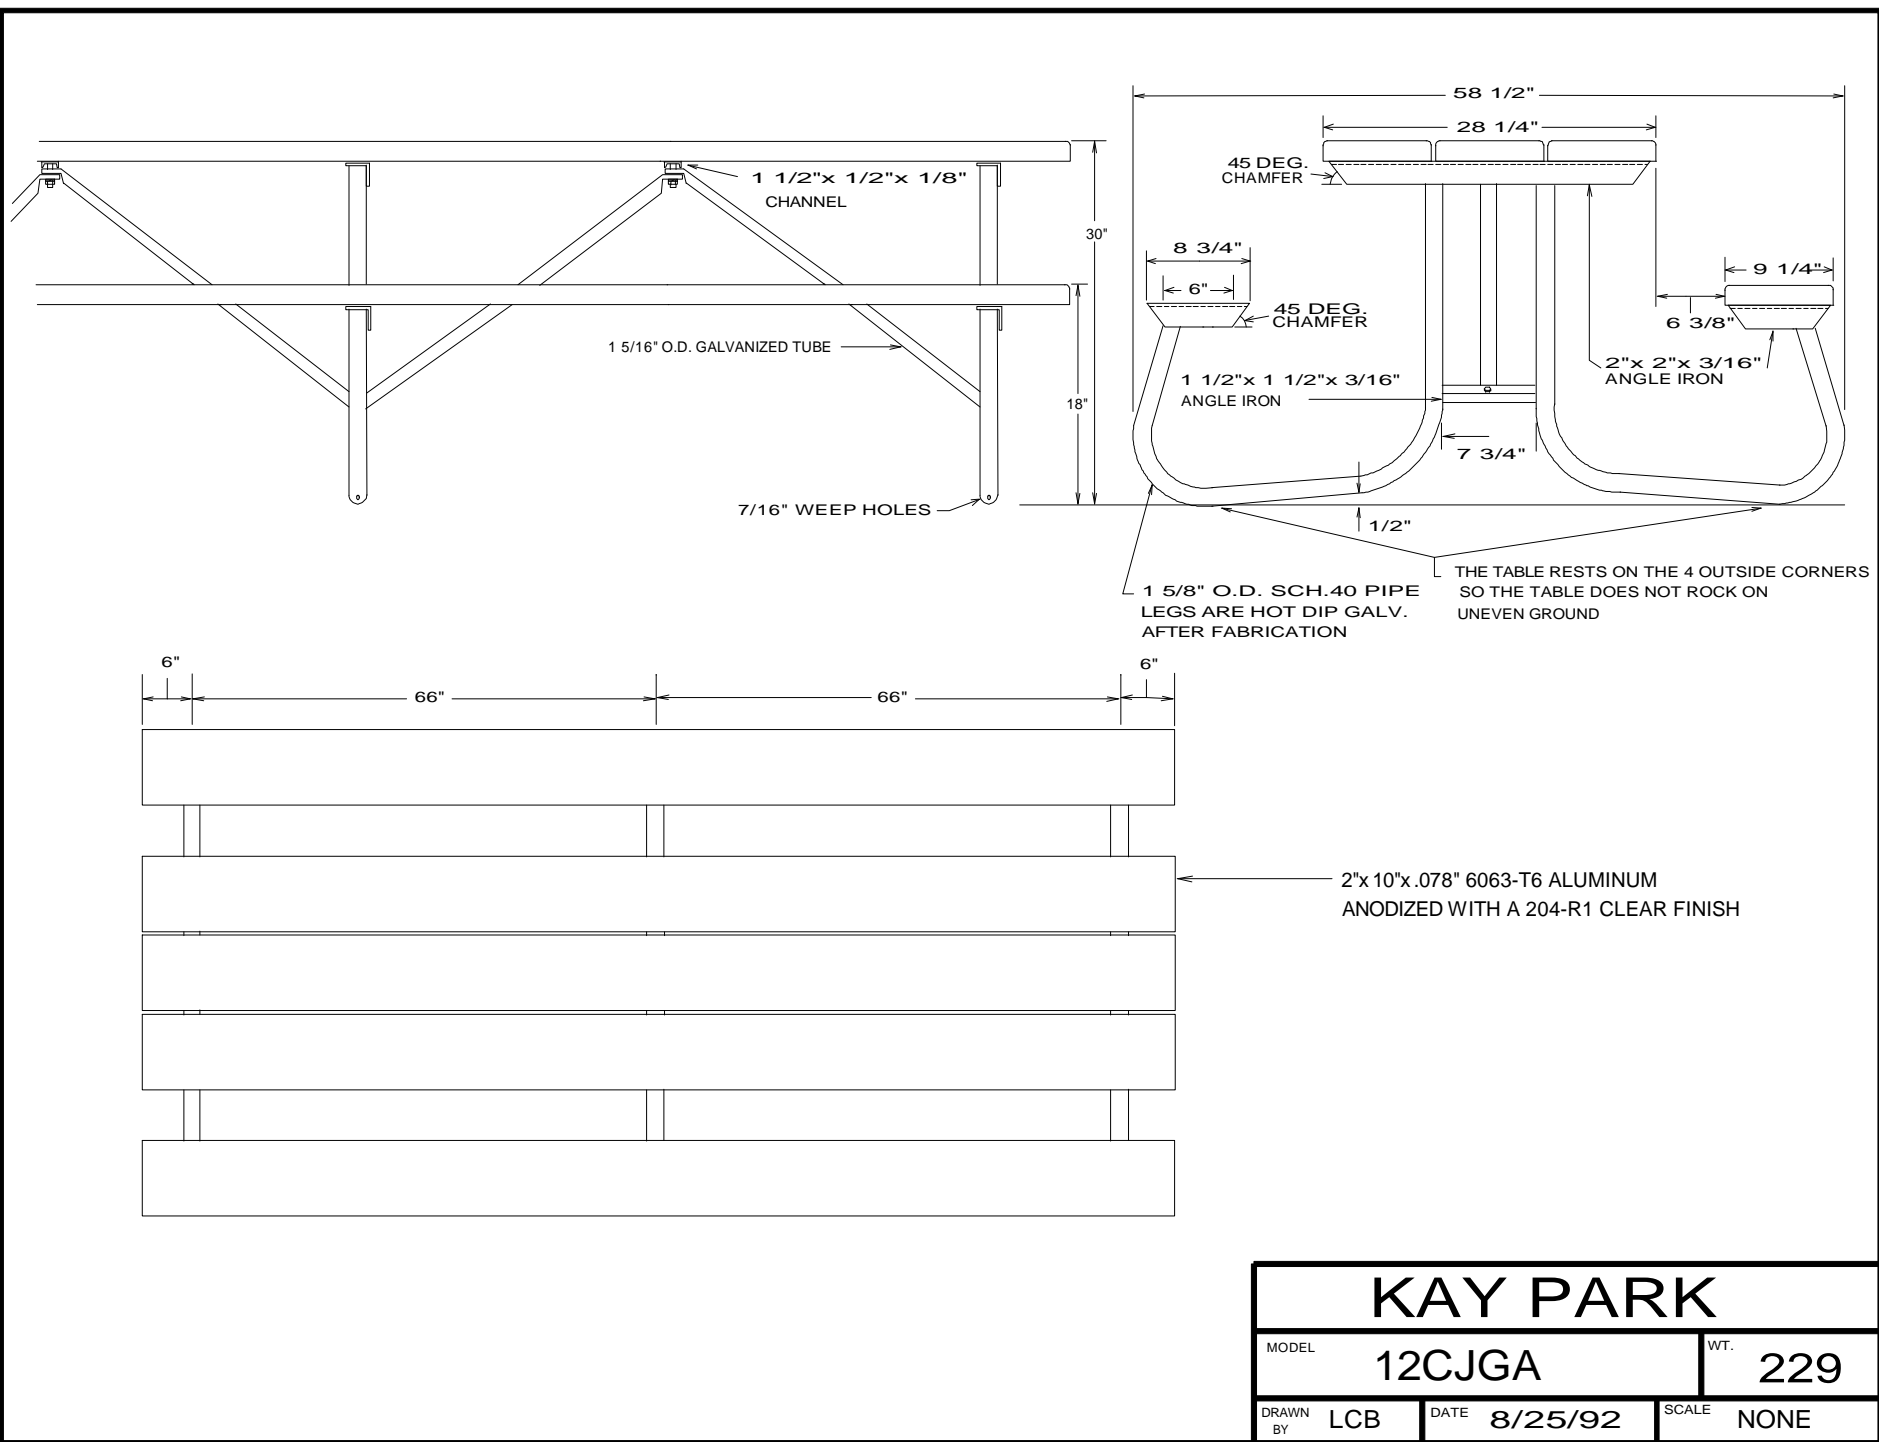 58 1/2"
28 1/4"
45 DEG.
CHAMFER
1 1/2"x 1/2"x 1/8"
CHANNEL
30"
8 3/4"
6"
45 DEG.
CHAMFER
9 1/4"
6 3/8"
1 5/16" O.D. GALVANIZED TUBE
18"
1 1/2"x 1 1/2"x 3/16"
ANGLE IRON
2"x 2"x 3/16"
ANGLE IRON
7 3/4"
7/16" WEEP HOLES
1/2"
1 5/8" O.D. SCH.40 PIPE
LEGS ARE HOT DIP GALV.
AFTER FABRICATION
THE TABLE RESTS ON THE 4 OUTSIDE CORNERS
SO THE TABLE DOES NOT ROCK ON
UNEVEN GROUND
6"
66"
66"
6"
2"x 10"x .078" 6063-T6 ALUMINUM
ANODIZED WITH A 204-R1 CLEAR FINISH
KAY PARK
MODEL 12CJGA
WT. 229
DRAWN BY LCB
DATE 8/25/92
SCALE NONE